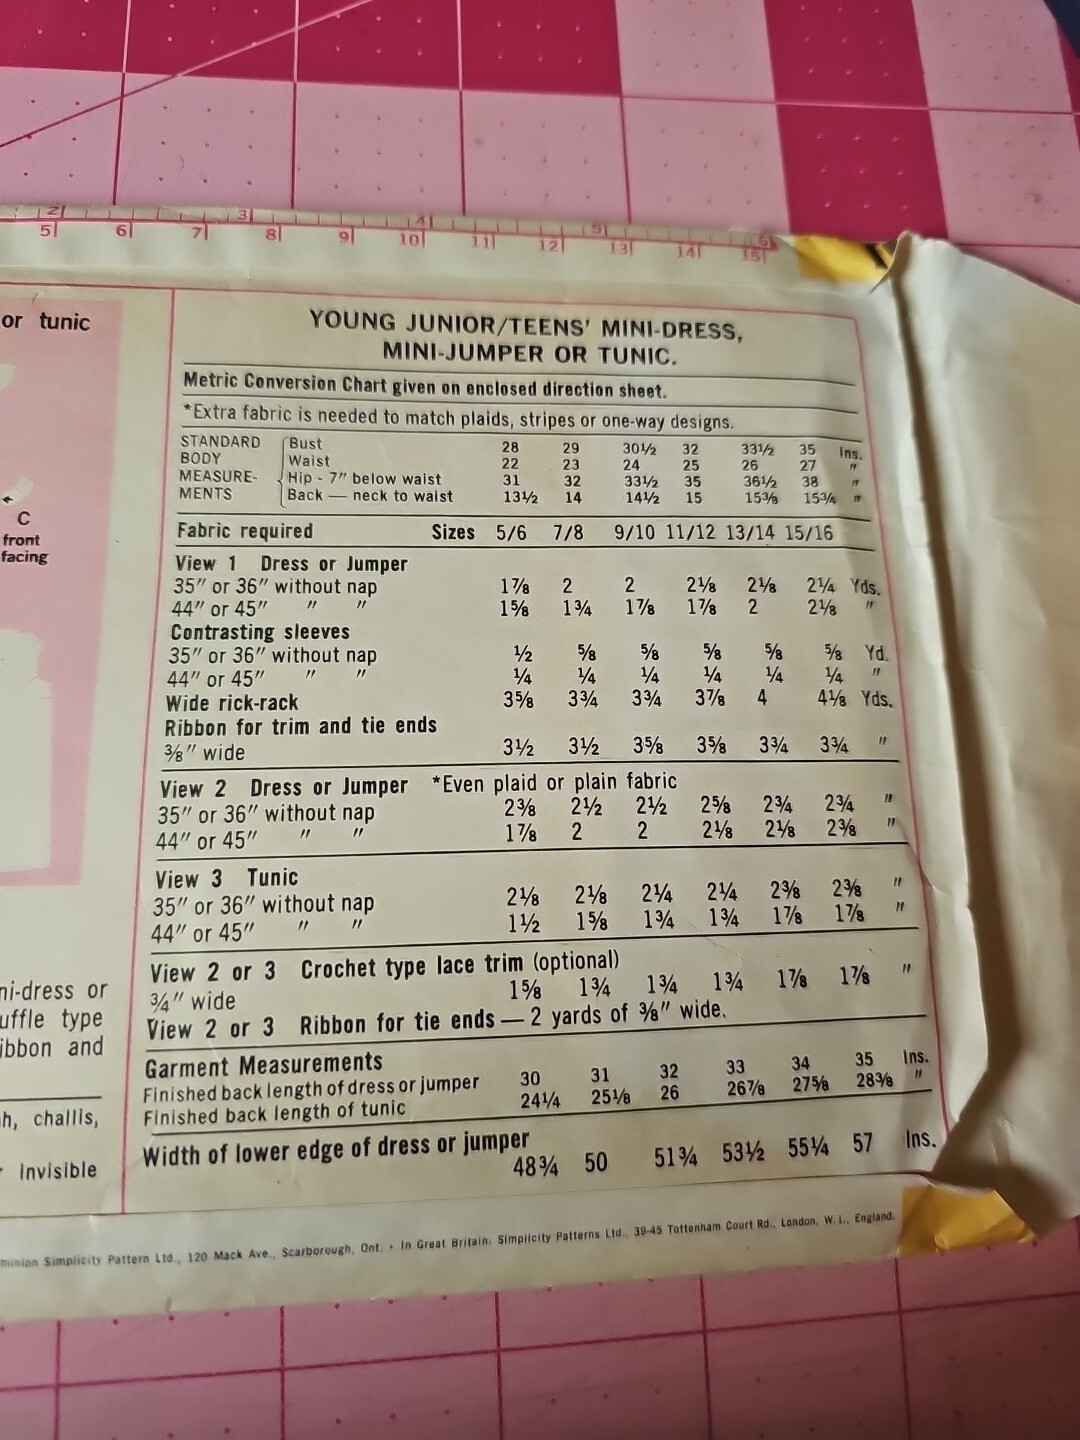 2 3 4 5 6
5 6 7 8 9 10 11 12 13 14 15
or tunic
C
front
facing
ni-dress or
uffle type
ibbon and
h, challis,
invisible
YOUNG JUNIOR/TEENS' MINI-DRESS,
MINI-JUMPER OR TUNIC.
Metric Conversion Chart given on enclosed direction sheet.
*Extra fabric is needed to match plaids, stripes or one-way designs.
STANDARD Bust 28 29 30½ 32 33½ 35 Ins.
BODY Waist 22 23 24 25 26 27 "
MEASURE- Hip - 7" below waist 31 32 33½ 35 36½ 38 "
MENTS Back — neck to waist 13½ 14 14½ 15 15⅜ 15¾ "
Fabric required Sizes 5/6 7/8 9/10 11/12 13/14 15/16
View 1 Dress or Jumper
35" or 36" without nap 1⅞ 2 2 2⅛ 2⅛ 2¼ Yds.
44" or 45" " " 1⅝ 1¾ 1⅞ 1⅞ 2 2⅛ "
Contrasting sleeves
35" or 36" without nap ½ ⅝ ⅝ ⅝ ⅝ ⅝ Yd.
44" or 45" " " ¼ ¼ ¼ ¼ ¼ ¼ "
Wide rick-rack 3⅝ 3¾ 3¾ 3⅞ 4 4⅛ Yds.
Ribbon for trim and tie ends
⅜" wide 3½ 3½ 3⅝ 3⅝ 3¾ 3¾ "
View 2 Dress or Jumper *Even plaid or plain fabric
35" or 36" without nap 2⅜ 2½ 2½ 2⅝ 2¾ 2¾ "
44" or 45" " " 1⅞ 2 2 2⅛ 2⅛ 2⅜ "
View 3 Tunic
35" or 36" without nap 2⅛ 2⅛ 2¼ 2¼ 2⅜ 2⅜ "
44" or 45" " " 1½ 1⅝ 1¾ 1¾ 1⅞ 1⅞ "
View 2 or 3 Crochet type lace trim (optional)
¾" wide 1⅝ 1¾ 1¾ 1¾ 1⅞ 1⅞ "
View 2 or 3 Ribbon for tie ends — 2 yards of ⅜" wide.
Garment Measurements
Finished back length of dress or jumper 30 31 32 33 34 35 Ins.
Finished back length of tunic 24¼ 25⅛ 26 26⅞ 27⅝ 28⅜ "
Width of lower edge of dress or jumper
48¾ 50 51¾ 53½ 55¼ 57 Ins.
minion Simplicity Pattern Ltd., 120 Mack Ave., Scarborough, Ont. • In Great Britain: Simplicity Patterns Ltd., 39-45 Tottenham Court Rd., London, W.1., England.